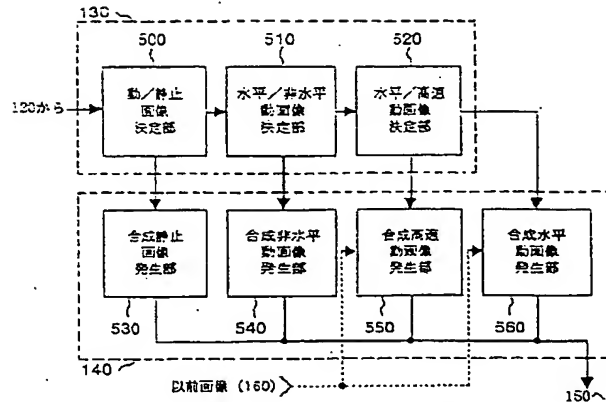 130
500
510
520
120から
動/静止
画像
決定部
水平/非水平
動画像
決定部
水平/高速
動画像
決定部
合成静止
画像
発生部
合成非水平
動画像
発生部
合成高速
動画像
発生部
合成水平
動画像
発生部
530
540
550
560
140
以前画像 (160)
150へ